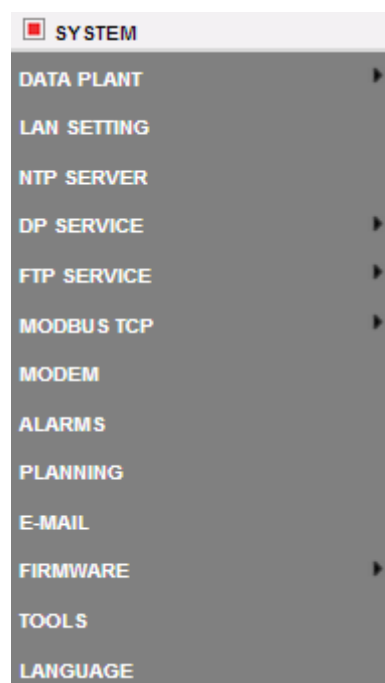 SYSTEM
DATA PLANT
LAN SETTING
NTP SERVER
DP SERVICE
FTP SERVICE
MODBUS TCP
MODEM
ALARMS
PLANNING
E-MAIL
FIRMWARE
TOOLS
LANGUAGE